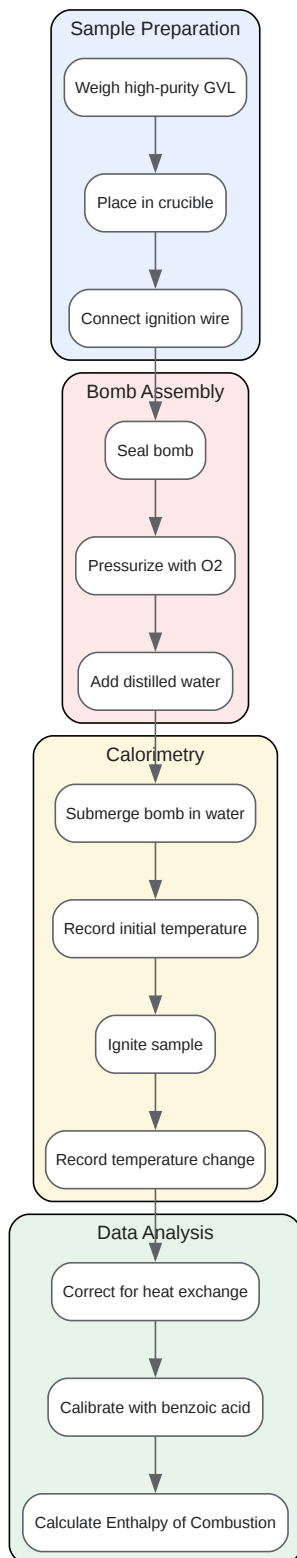 Sample Preparation
Weigh high-purity GVL
Place in crucible
Connect ignition wire
Bomb Assembly
Seal bomb
Pressurize with O2
Add distilled water
Calorimetry
Submerge bomb in water
Record initial temperature
Ignite sample
Record temperature change
Data Analysis
Correct for heat exchange
Calibrate with benzoic acid
Calculate Enthalpy of Combustion